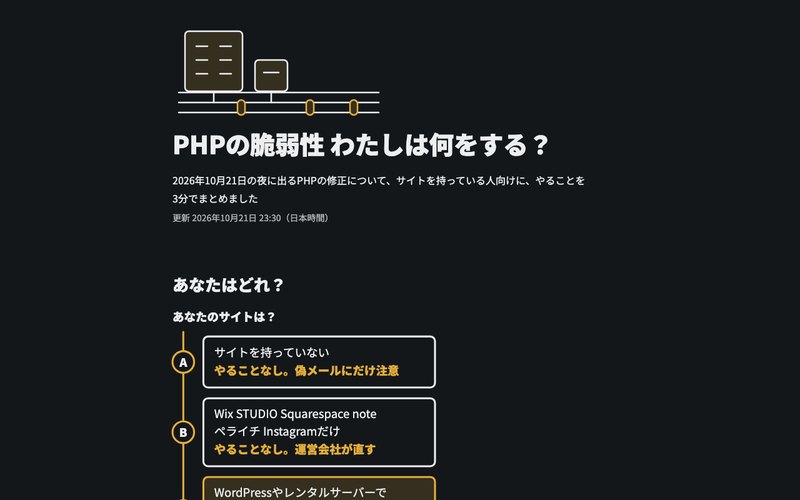 PHPの脆弱性 わたしは何をする？
2026年10月21日の夜に出るPHPの修正について、サイトを持っている人向けに、やることを
3分でまとめました
更新 2026年10月21日 23:30（日本時間）
あなたはどれ？
あなたのサイトは？
A
サイトを持っていない
やることなし。偽メールにだけ注意
B
Wix STUDIO Squarespace note
ペライチ Instagramだけ
やることなし。運営会社が直す
WordPressやレンタルサーバーで